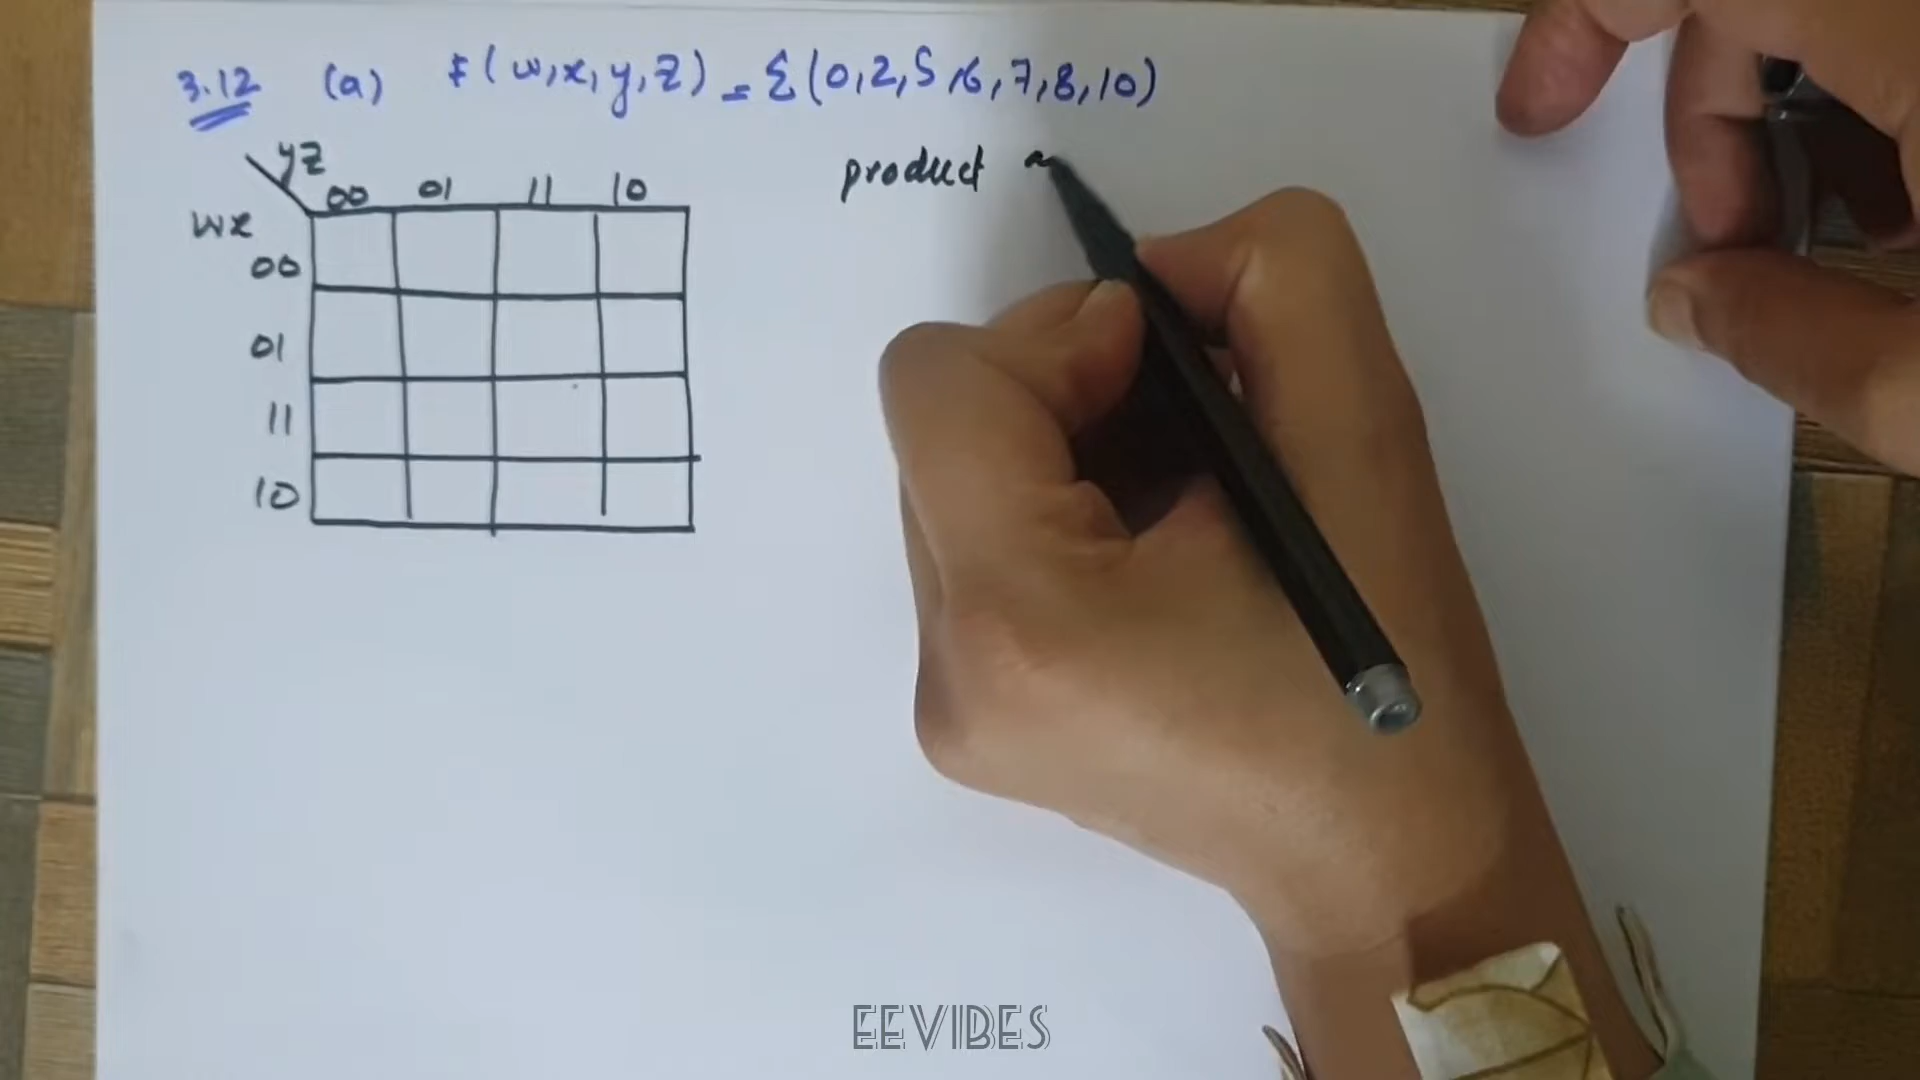 3.12 (a) F(w,x,y,z) = Σ(0,2,5,6,7,8,10)
yz
product
00 01 11 10
wx
00
01
11
10
EEVIBES